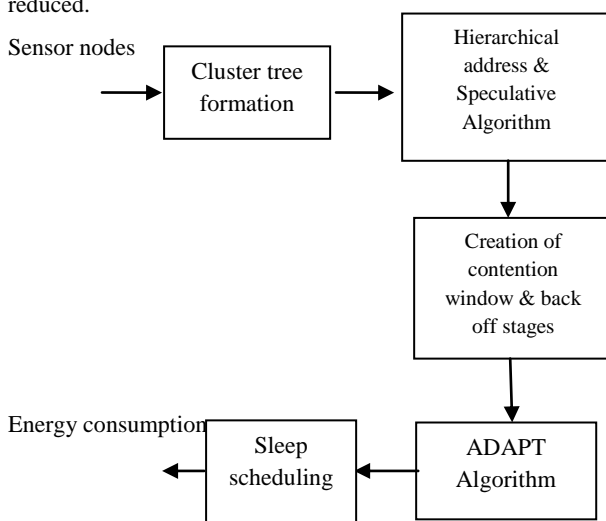 reduced.
Sensor nodes
Cluster tree
formation
Hierarchical
address &
Speculative
Algorithm
Creation of
contention
window & back
off stages
ADAPT
Algorithm
Sleep
scheduling
Energy consumption